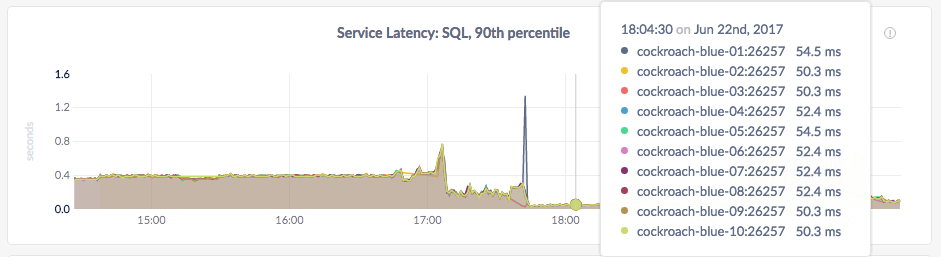 Service Latency: SQL, 90th percentile
seconds
1.6
1.2
0.8
0.4
0.0
15:00
16:00
17:00
18:00
18:04:30 on Jun 22nd, 2017
cockroach-blue-01:26257 54.5 ms
cockroach-blue-02:26257 50.3 ms
cockroach-blue-03:26257 50.3 ms
cockroach-blue-04:26257 52.4 ms
cockroach-blue-05:26257 54.5 ms
cockroach-blue-06:26257 52.4 ms
cockroach-blue-07:26257 52.4 ms
cockroach-blue-08:26257 52.4 ms
cockroach-blue-09:26257 50.3 ms
cockroach-blue-10:26257 50.3 ms